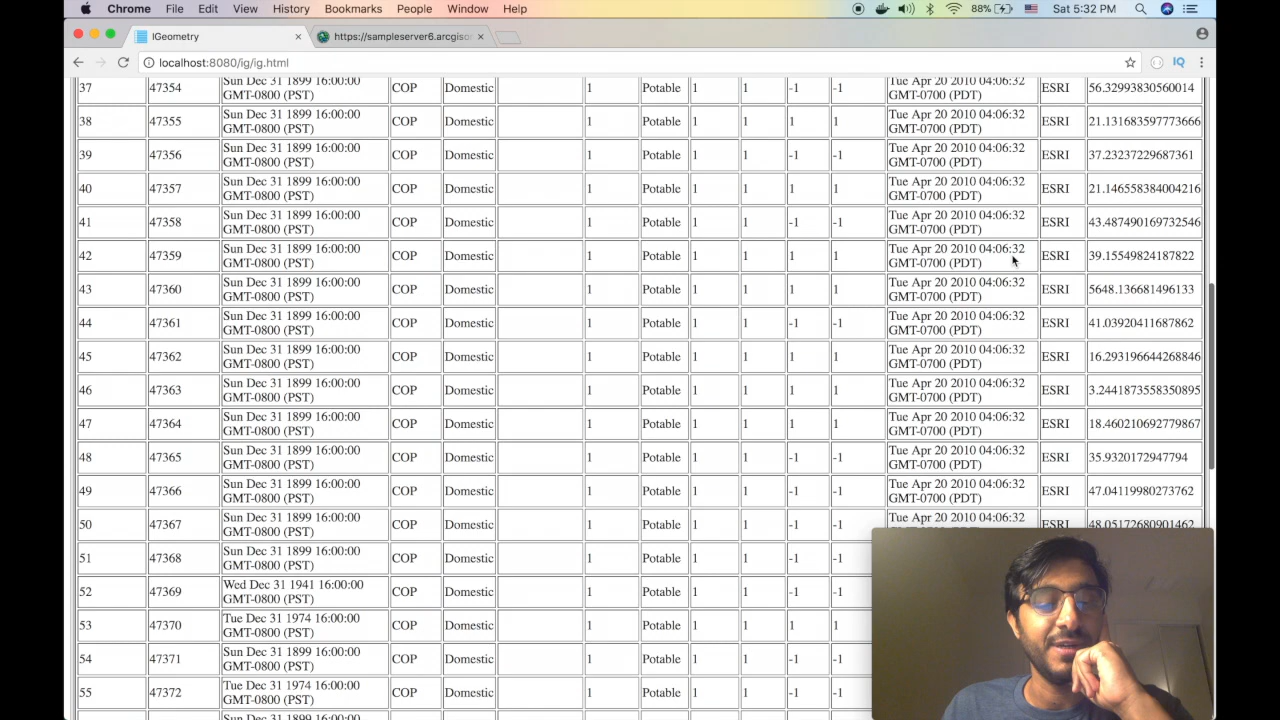 Chrome File Edit View History Bookmarks People Window Help 88% Sat 5:32 PM
IGeometry https://sampleserver6.arcgison
localhost:8080/ig/ig.html
37 47354 Sun Dec 31 1899 16:00:00 GMT-0800 (PST) COP Domestic 1 Potable 1 1 -1 -1 Tue Apr 20 2010 04:06:32 GMT-0700 (PDT) ESRI 56.32993830560014
38 47355 Sun Dec 31 1899 16:00:00 GMT-0800 (PST) COP Domestic 1 Potable 1 1 1 1 Tue Apr 20 2010 04:06:32 GMT-0700 (PDT) ESRI 21.131683597773666
39 47356 Sun Dec 31 1899 16:00:00 GMT-0800 (PST) COP Domestic 1 Potable 1 1 -1 -1 Tue Apr 20 2010 04:06:32 GMT-0700 (PDT) ESRI 37.23237229687361
40 47357 Sun Dec 31 1899 16:00:00 GMT-0800 (PST) COP Domestic 1 Potable 1 1 1 1 Tue Apr 20 2010 04:06:32 GMT-0700 (PDT) ESRI 21.146558384004216
41 47358 Sun Dec 31 1899 16:00:00 GMT-0800 (PST) COP Domestic 1 Potable 1 1 -1 -1 Tue Apr 20 2010 04:06:32 GMT-0700 (PDT) ESRI 43.487490169732546
42 47359 Sun Dec 31 1899 16:00:00 GMT-0800 (PST) COP Domestic 1 Potable 1 1 1 1 Tue Apr 20 2010 04:06:32 GMT-0700 (PDT) ESRI 39.15549824187822
43 47360 Sun Dec 31 1899 16:00:00 GMT-0800 (PST) COP Domestic 1 Potable 1 1 1 1 Tue Apr 20 2010 04:06:32 GMT-0700 (PDT) ESRI 5648.136681496133
44 47361 Sun Dec 31 1899 16:00:00 GMT-0800 (PST) COP Domestic 1 Potable 1 1 -1 -1 Tue Apr 20 2010 04:06:32 GMT-0700 (PDT) ESRI 41.03920411687862
45 47362 Sun Dec 31 1899 16:00:00 GMT-0800 (PST) COP Domestic 1 Potable 1 1 1 1 Tue Apr 20 2010 04:06:32 GMT-0700 (PDT) ESRI 16.293196644268846
46 47363 Sun Dec 31 1899 16:00:00 GMT-0800 (PST) COP Domestic 1 Potable 1 1 1 1 Tue Apr 20 2010 04:06:32 GMT-0700 (PDT) ESRI 3.2441873558350895
47 47364 Sun Dec 31 1899 16:00:00 GMT-0800 (PST) COP Domestic 1 Potable 1 1 1 1 Tue Apr 20 2010 04:06:32 GMT-0700 (PDT) ESRI 18.460210692779867
48 47365 Sun Dec 31 1899 16:00:00 GMT-0800 (PST) COP Domestic 1 Potable 1 1 -1 -1 Tue Apr 20 2010 04:06:32 GMT-0700 (PDT) ESRI 35.9320172947794
49 47366 Sun Dec 31 1899 16:00:00 GMT-0800 (PST) COP Domestic 1 Potable 1 1 -1 -1 Tue Apr 20 2010 04:06:32 GMT-0700 (PDT) ESRI 47.04119980273762
50 47367 Sun Dec 31 1899 16:00:00 GMT-0800 (PST) COP Domestic 1 Potable 1 1 -1 -1 Tue Apr 20 2010 04:06:32 ESRI 48.05172680901462
51 47368 Sun Dec 31 1899 16:00:00 GMT-0800 (PST) COP Domestic 1 Potable 1 1 -1 -1
52 47369 Wed Dec 31 1941 16:00:00 GMT-0800 (PST) COP Domestic 1 Potable 1 1 -1 -1
53 47370 Tue Dec 31 1974 16:00:00 GMT-0800 (PST) COP Domestic 1 Potable 1 1 1 1
54 47371 Sun Dec 31 1899 16:00:00 GMT-0800 (PST) COP Domestic 1 Potable 1 1 -1 -1
55 47372 Tue Dec 31 1974 16:00:00 GMT-0800 (PST) COP Domestic 1 Potable 1 1 -1 -1
Sun Dec 31 1899 16:00:00